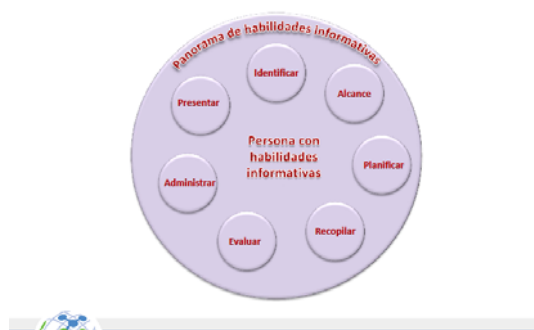 Panorama de habilidades informativas
Identificar
Alcance
Presentar
Persona con
habilidades
informativas
Planificar
Administrar
Recopilar
Evaluar